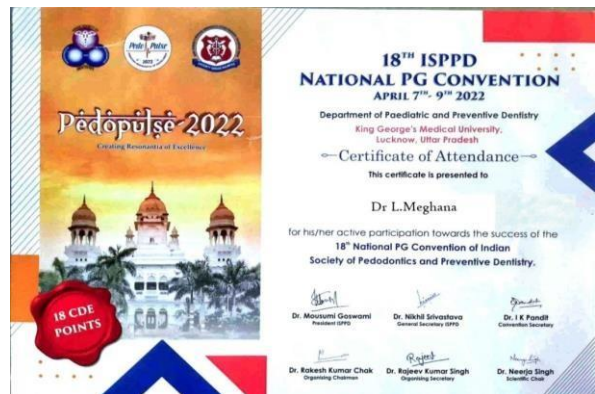 Pedo Pulse
2022
Pedopulse 2022
Creating Resonantia of Excellence
18 CDE
POINTS
18TH ISPPD
NATIONAL PG CONVENTION
APRIL 7TH- 9TH 2022
Department of Paediatric and Preventive Dentistry
King George's Medical University,
Lucknow, Uttar Pradesh
Certificate of Attendance
This certificate is presented to
Dr L.Meghana
for his/her active participation towards the success of the
18th National PG Convention of Indian
Society of Pedodontics and Preventive Dentistry.
Dr. Mousumi Goswami
President ISPPD
Dr. Nikhil Srivastava
General Secretary ISPPD
Dr. I K Pandit
Convention Secretary
Dr. Rakesh Kumar Chak
Organising Chairman
Dr. Rajeev Kumar Singh
Organising Secretary
Dr. Neerja Singh
Scientific Chair